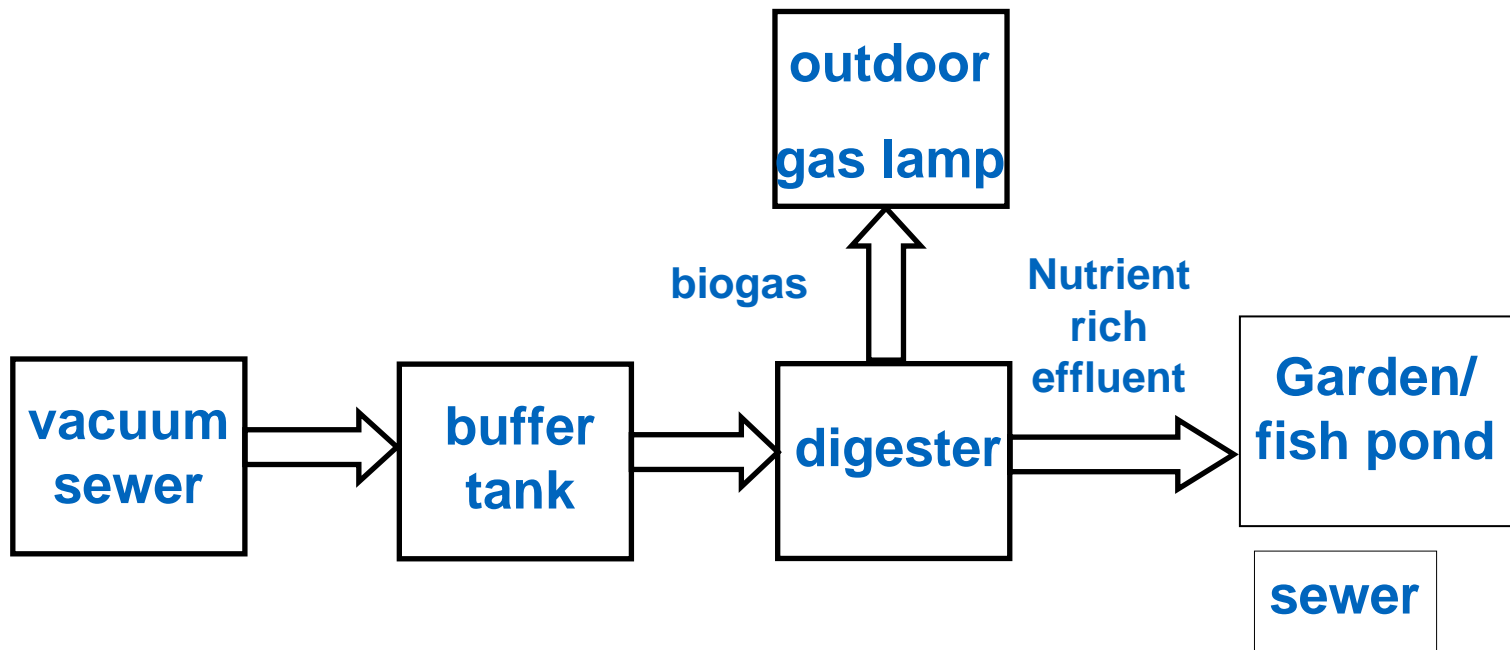 outdoor
gas lamp
biogas
Nutrient
rich
effluent
vacuum
sewer
buffer
tank
digester
Garden/
fish pond
sewer